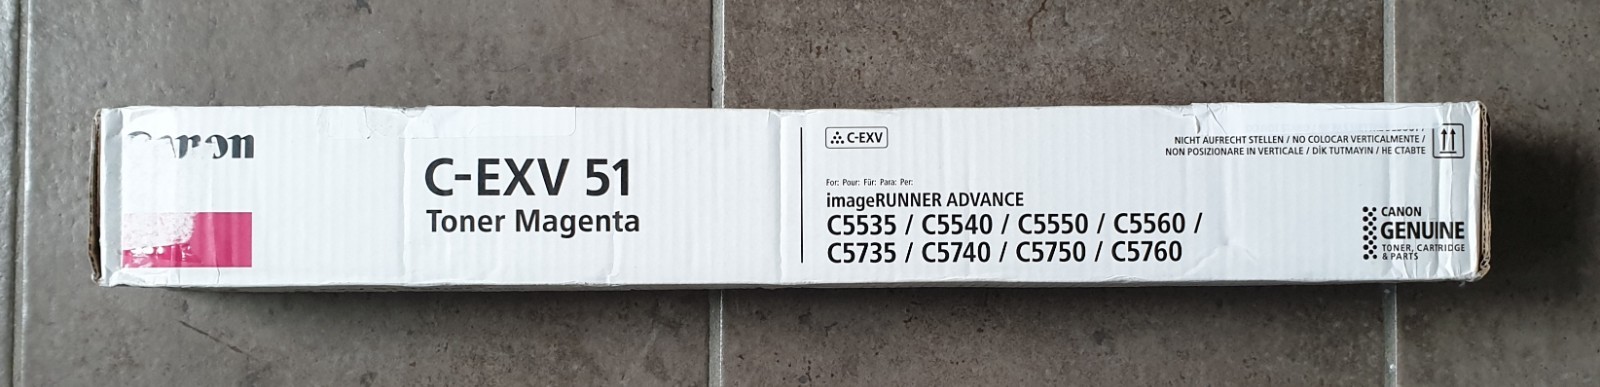 Canon
C-EXV 51
Toner Magenta
C-EXV
For: Pour: Für: Para: Per:
imageRUNNER ADVANCE
C5535 / C5540 / C5550 / C5560 /
C5735 / C5740 / C5750 / C5760
NICHT AUFRECHT STELLEN / NO COLOCAR VERTICALMENTE /
NON POSIZIONARE IN VERTICALE / DİK TUTMAYIN / НЕ СТАВТЕ
CANON
GENUINE
TONER, CARTRIDGE
& PARTS